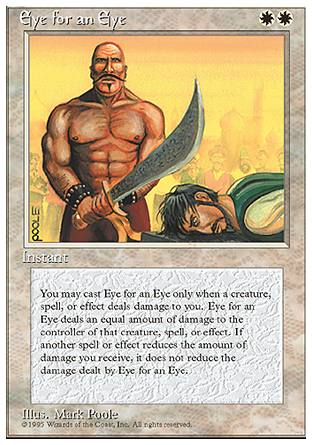 Eye for an Eye
POOLE
Instant
You may cast Eye for an Eye only when a creature,
spell, or effect deals damage to you. Eye for an
Eye deals an equal amount of damage to the
controller of that creature, spell, or effect. If
another spell or effect reduces the amount of
damage you receive, it does not reduce the
damage dealt by Eye for an Eye.
Illus. Mark Poole
©1995 Wizards of the Coast, Inc. All rights reserved.